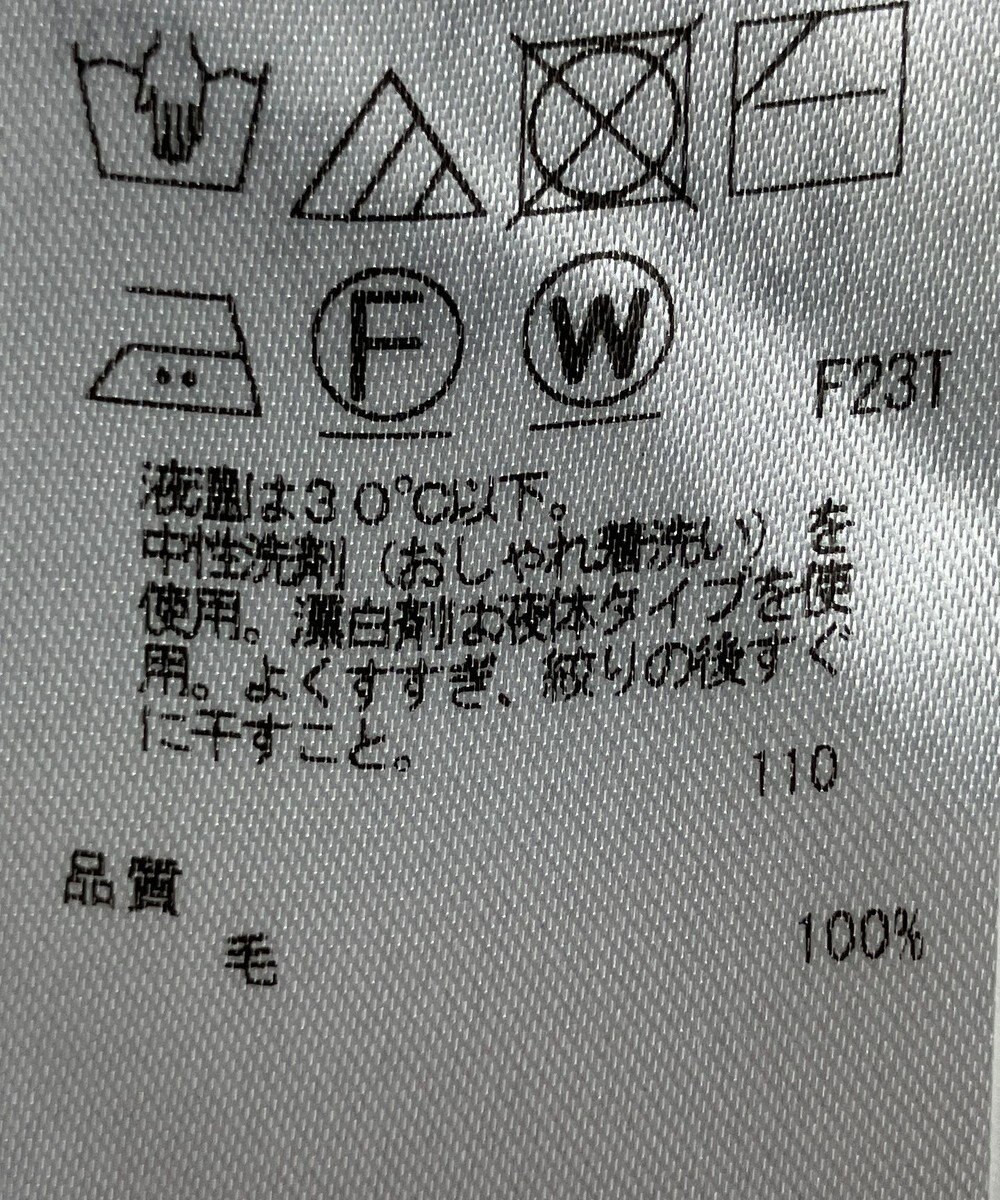 F
W
F23T
液温は30℃以下。
中性洗剤(おしゃれ着洗い)を
使用。漂白剤は液体タイプを使
用。よくすすぎ、絞りの後すぐ
に干すこと。
110
品質
毛 100%